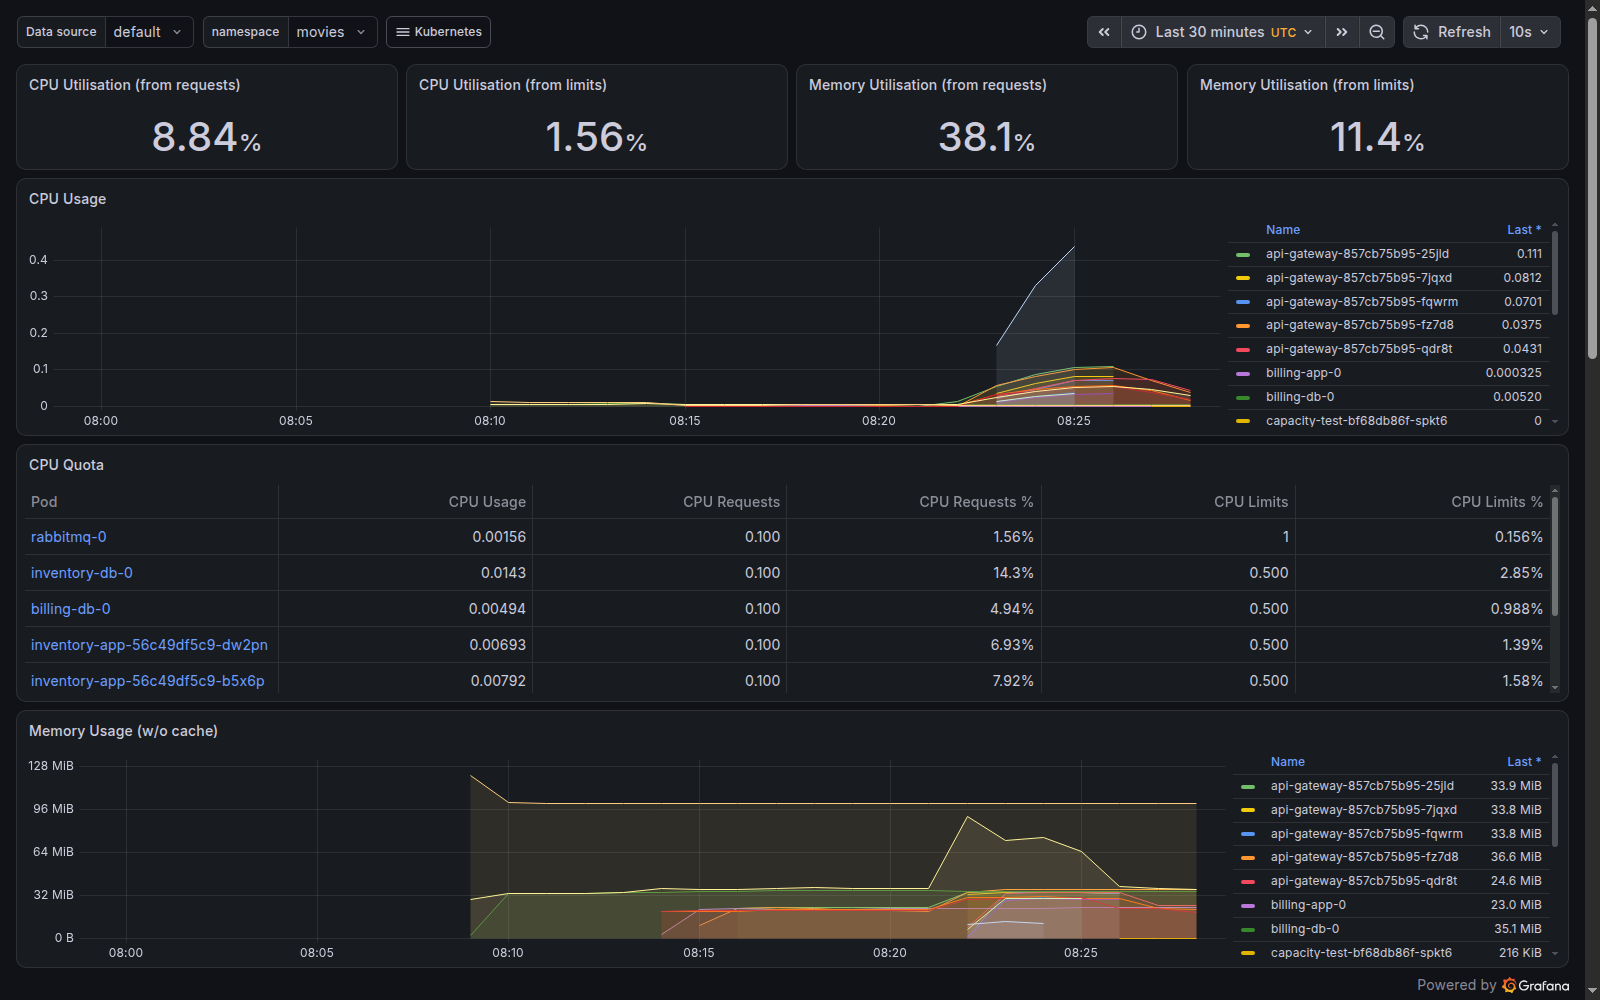 Data source default namespace movies Kubernetes Last 30 minutes UTC Refresh 10s
CPU Utilisation (from requests) CPU Utilisation (from limits) Memory Utilisation (from requests) Memory Utilisation (from limits)
8.84% 1.56% 38.1% 11.4%
CPU Usage
0.4
0.3
0.2
0.1
0
08:00 08:05 08:10 08:15 08:20 08:25
Name Last *
api-gateway-857cb75b95-25jld 0.111
api-gateway-857cb75b95-7jqxd 0.0812
api-gateway-857cb75b95-fqwrm 0.0701
api-gateway-857cb75b95-fz7d8 0.0375
api-gateway-857cb75b95-qdr8t 0.0431
billing-app-0 0.000325
billing-db-0 0.00520
capacity-test-bf68db86f-spkt6 0
CPU Quota
Pod CPU Usage CPU Requests CPU Requests % CPU Limits CPU Limits %
rabbitmq-0 0.00156 0.100 1.56% 1 0.156%
inventory-db-0 0.0143 0.100 14.3% 0.500 2.85%
billing-db-0 0.00494 0.100 4.94% 0.500 0.988%
inventory-app-56c49df5c9-dw2pn 0.00693 0.100 6.93% 0.500 1.39%
inventory-app-56c49df5c9-b5x6p 0.00792 0.100 7.92% 0.500 1.58%
Memory Usage (w/o cache)
128 MiB
96 MiB
64 MiB
32 MiB
0 B
08:00 08:05 08:10 08:15 08:20 08:25
Name Last *
api-gateway-857cb75b95-25jld 33.9 MiB
api-gateway-857cb75b95-7jqxd 33.8 MiB
api-gateway-857cb75b95-fqwrm 33.8 MiB
api-gateway-857cb75b95-fz7d8 36.6 MiB
api-gateway-857cb75b95-qdr8t 24.6 MiB
billing-app-0 23.0 MiB
billing-db-0 35.1 MiB
capacity-test-bf68db86f-spkt6 216 KiB
Powered by Grafana